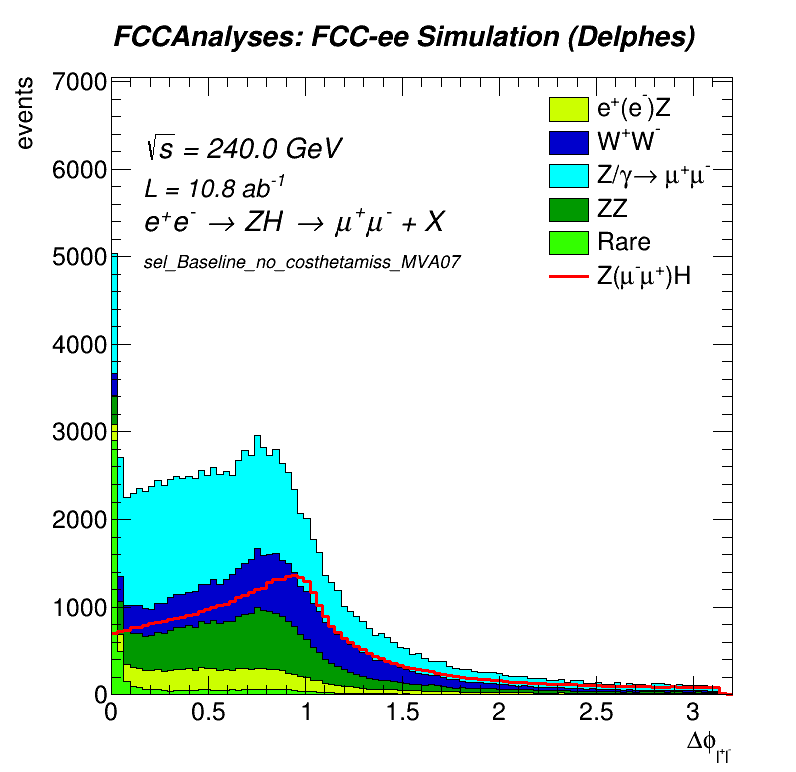 FCCAnalyses: FCC-ee Simulation (Delphes)
events
7000
6000
5000
4000
3000
2000
1000
0
√s = 240.0 GeV
L = 10.8 ab⁻¹
e⁺e⁻ → ZH → μ⁺μ⁻ + X
sel_Baseline_no_costhetamiss_MVA07
e⁺(e⁻)Z
W⁺W⁻
Z/γ→ μ⁺μ⁻
ZZ
Rare
Z(μ⁻μ⁺)H
0 0.5 1 1.5 2 2.5 3
Δϕ_{l⁺l⁻}